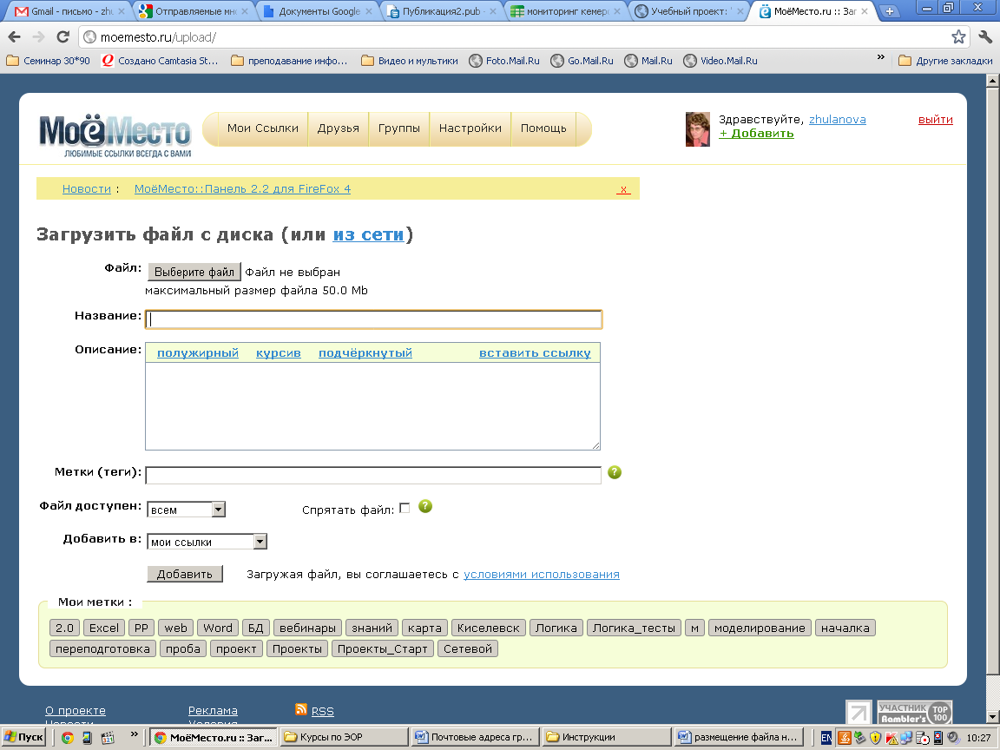 Gmail - письмо - zhu
Отправляемые мно
Документы Google
Публикация2.pub -
мониторинг кемер
Учебный проект: "
МоёМесто.ru :: Заг
moemesto.ru/upload/
Семинар 30*90
Создано Camtasia St...
преподавание инфо...
Видео и мультики
Foto.Mail.Ru
Go.Mail.Ru
Mail.Ru
Video.Mail.Ru
»
Другие закладки
МоёМесто
ЛЮБИМЫЕ ССЫЛКИ ВСЕГДА С ВАМИ
Мои Ссылки
Друзья
Группы
Настройки
Помощь
Здравствуйте, zhulanova
выйти
+ Добавить
Новости : МоёМесто::Панель 2.2 для FireFox 4 x
Загрузить файл с диска (или из сети)
Файл: Выберите файл Файл не выбран
максимальный размер файла 50.0 Mb
Название:
Описание: полужирный курсив подчёркнутый вставить ссылку
Метки (теги): ?
Файл доступен: всем Спрятать файл: ?
Добавить в: мои ссылки
Добавить Загружая файл, вы соглашаетесь с условиями использования
Мои метки :
2.0 Excel PP web Word БД вебинары знаний карта Киселевск Логика Логика_тесты м моделирование началка
переподготовка проба проект Проекты Проекты_Старт Сетевой
О проекте Реклама RSS
Новости Условия
УЧАСТНИК
Rambler's TOP 100
Пуск
»
МоёМесто.ru :: Заг...
Курсы по ЭОР
Почтовые адреса гр...
Инструкции
размещение файла н...
EN
10:27